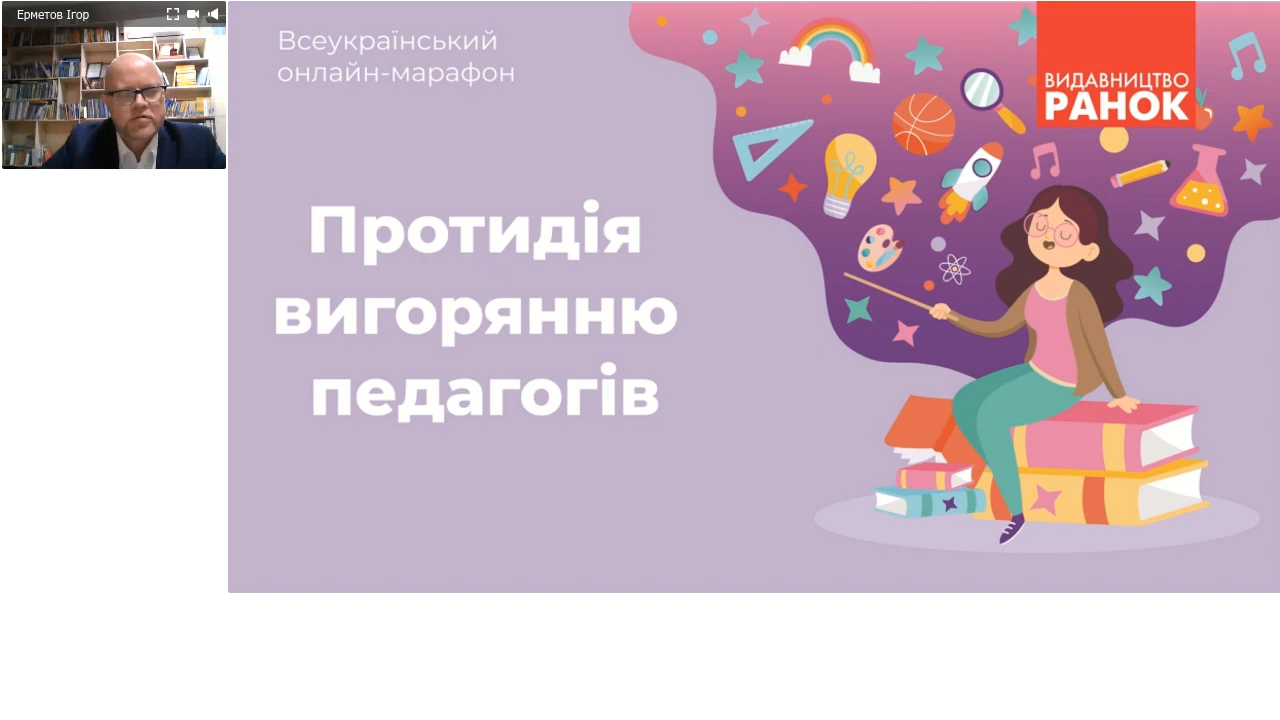 Ерметов Ігор
Всеукраїнський
онлайн-марафон
ВИДАВНИЦТВО
РАНОК
Протидія
вигорянню
педагогів